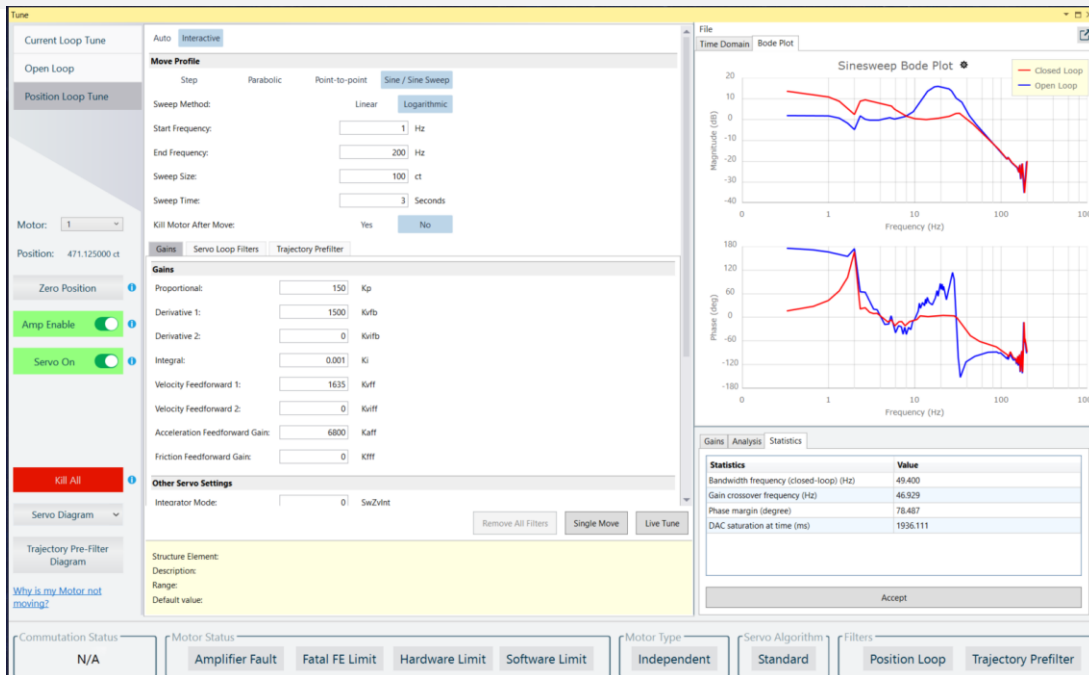 Tune
Current Loop Tune
Open Loop
Position Loop Tune
Motor: 1
Position: 471.125000 ct
Zero Position
Amp Enable
Servo On
Kill All
Servo Diagram
Trajectory Pre-Filter
Diagram
Why is my Motor not
moving?
Auto Interactive
Move Profile
Step Parabolic Point-to-point Sine / Sine Sweep
Sweep Method: Linear Logarithmic
Start Frequency: 1 Hz
End Frequency: 200 Hz
Sweep Size: 100 ct
Sweep Time: 3 Seconds
Kill Motor After Move: Yes No
Gains Servo Loop Filters Trajectory Prefilter
Gains
Proportional: 150 Kp
Derivative 1: 1500 Kvfb
Derivative 2: 0 Kvifb
Integral: 0.001 Ki
Velocity Feedforward 1: 1635 Kvff
Velocity Feedforward 2: 0 Kviff
Acceleration Feedforward Gain: 6800 Kaff
Friction Feedforward Gain: 0 Kfff
Other Servo Settings
Integrator Mode: 0 SwZvInt
Remove All Filters Single Move Live Tune
Structure Element:
Description:
Range:
Default value:
File
Time Domain Bode Plot
Sinesweep Bode Plot
Closed Loop
Open Loop
Magnitude (dB)
20
10
0
-10
-20
-30
-40
0 1 10 100 100
Frequency (Hz)
Phase (deg)
180
120
60
0
-60
-120
-180
0 1 10 100 100
Frequency (Hz)
Gains Analysis Statistics
Statistics Value
Bandwidth frequency (closed-loop) (Hz) 49.400
Gain crossover frequency (Hz) 46.929
Phase margin (degree) 78.487
DAC saturation at time (ms) 1936.111
Accept
Commutation Status
N/A
Motor Status
Amplifier Fault Fatal FE Limit Hardware Limit Software Limit
Motor Type
Independent
Servo Algorithm
Standard
Filters
Position Loop Trajectory Prefilter